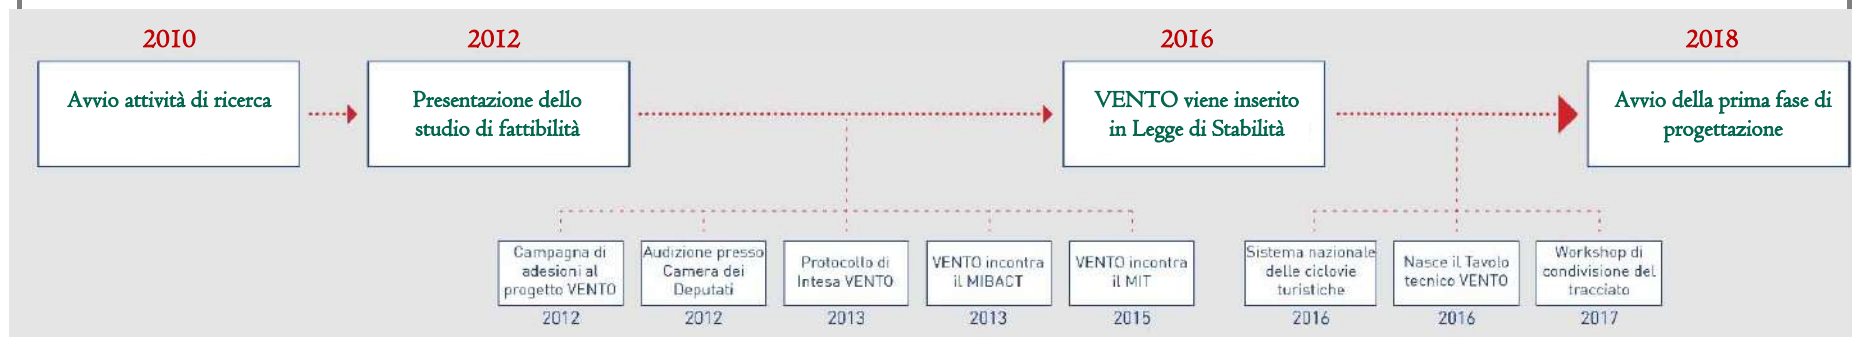 2010
Avvio attività di ricerca
2012
Presentazione dello
studio di fattibilità
2016
VENTO viene inserito
in Legge di Stabilità
2018
Avvio della prima fase di
progettazione
Campagna di
adesioni al
progetto VENTO
2012
Audizione presso
Camera dei
Deputati
2012
Protocollo di
Intesa VENTO
2013
VENTO incontra
il MIBACT
2013
VENTO incontra
il MIT
2015
Sistema nazionale
delle ciclovie
turistiche
2016
Nasce il Tavolo
tecnico VENTO
2016
Workshop di
condivisione del
tracciato
2017